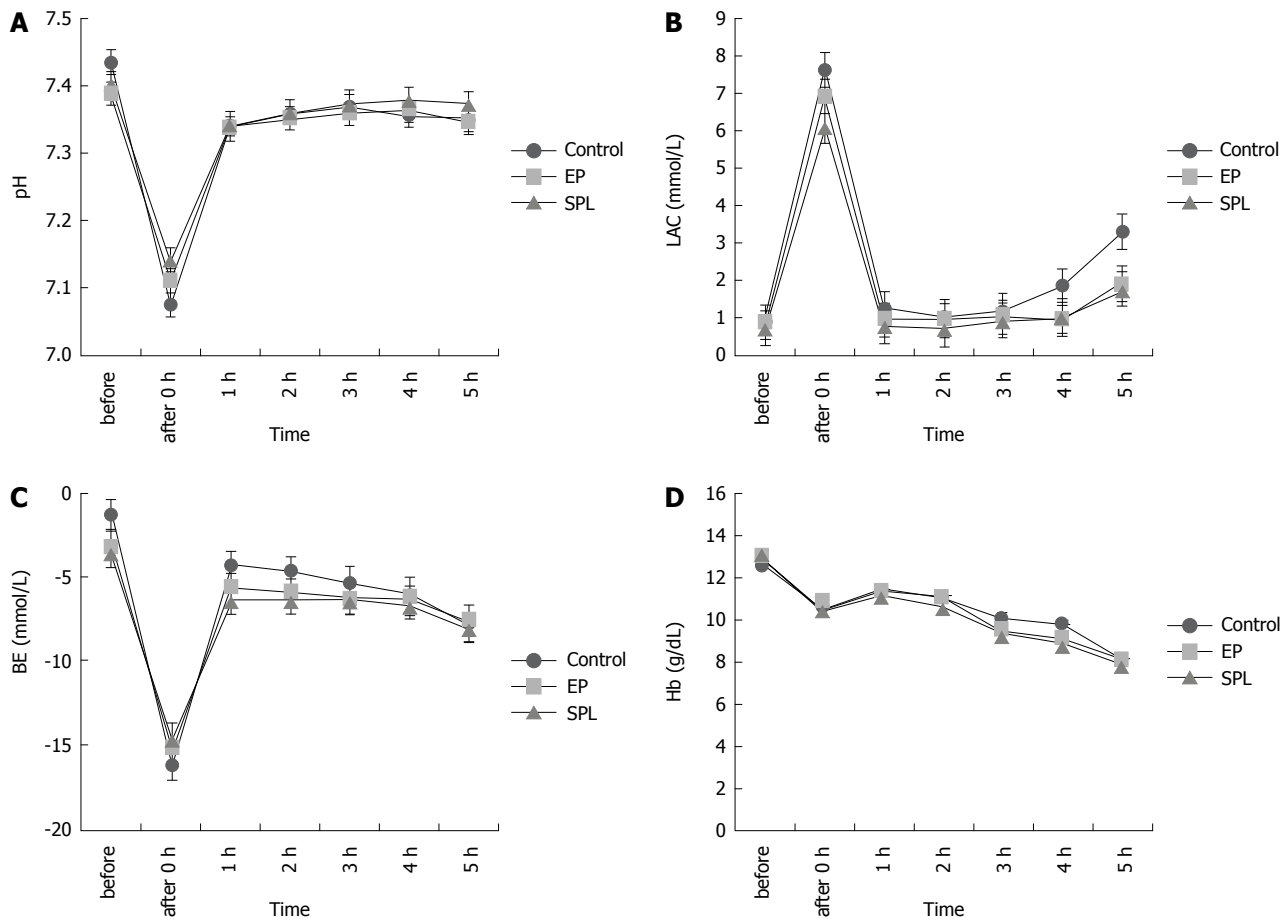 A
7.5
7.4
7.3
7.2
7.1
7.0
pH
before
after 0 h
1 h
2 h
3 h
4 h
5 h
Time
Control
EP
SPL
B
9
8
7
6
5
4
3
2
1
0
LAC (mmol/L)
before
after 0 h
1 h
2 h
3 h
4 h
5 h
Time
Control
EP
SPL
C
0
-5
-10
-15
-20
BE (mmol/L)
before
after 0 h
1 h
2 h
3 h
4 h
5 h
Time
Control
EP
SPL
D
16
14
12
10
8
6
4
2
0
Hb (g/dL)
before
after 0 h
1 h
2 h
3 h
4 h
5 h
Time
Control
EP
SPL